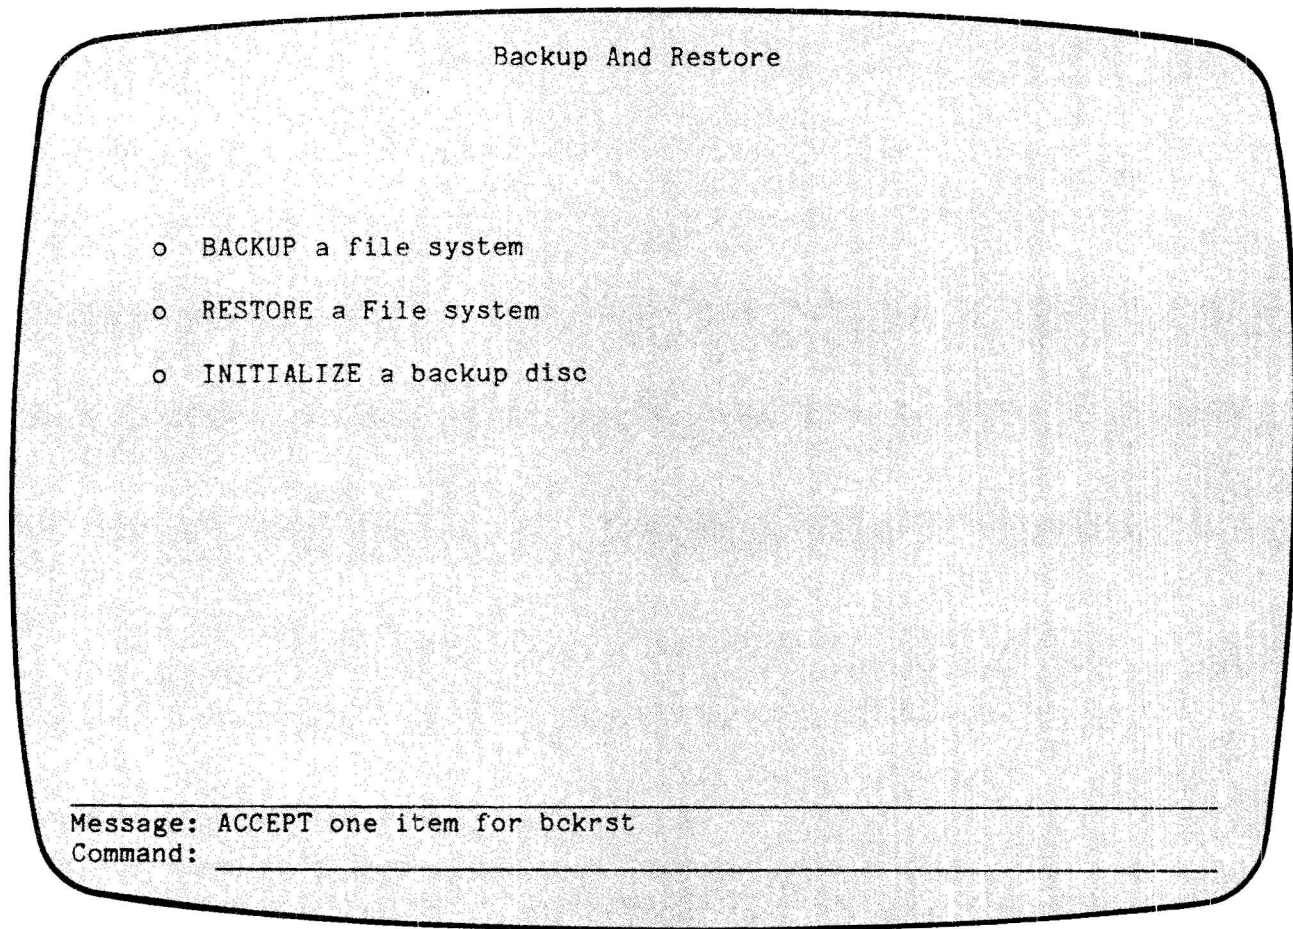 Backup And Restore
o BACKUP a file system
o RESTORE a File system
o INITIALIZE a backup disc
Message: ACCEPT one item for bckrst
Command: